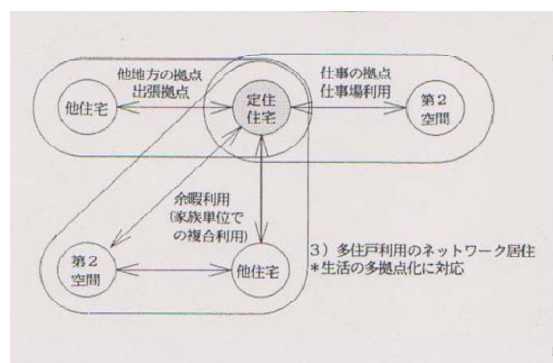 他地方の拠点
出張拠点
仕事の拠点
仕事場利用
他住宅
定住
住宅
第2
空間
余暇利用
(家族単位で
の複合利用)
第2
空間
他住宅
3）多住戸利用のネットワーク居住
*生活の多拠点化に対応